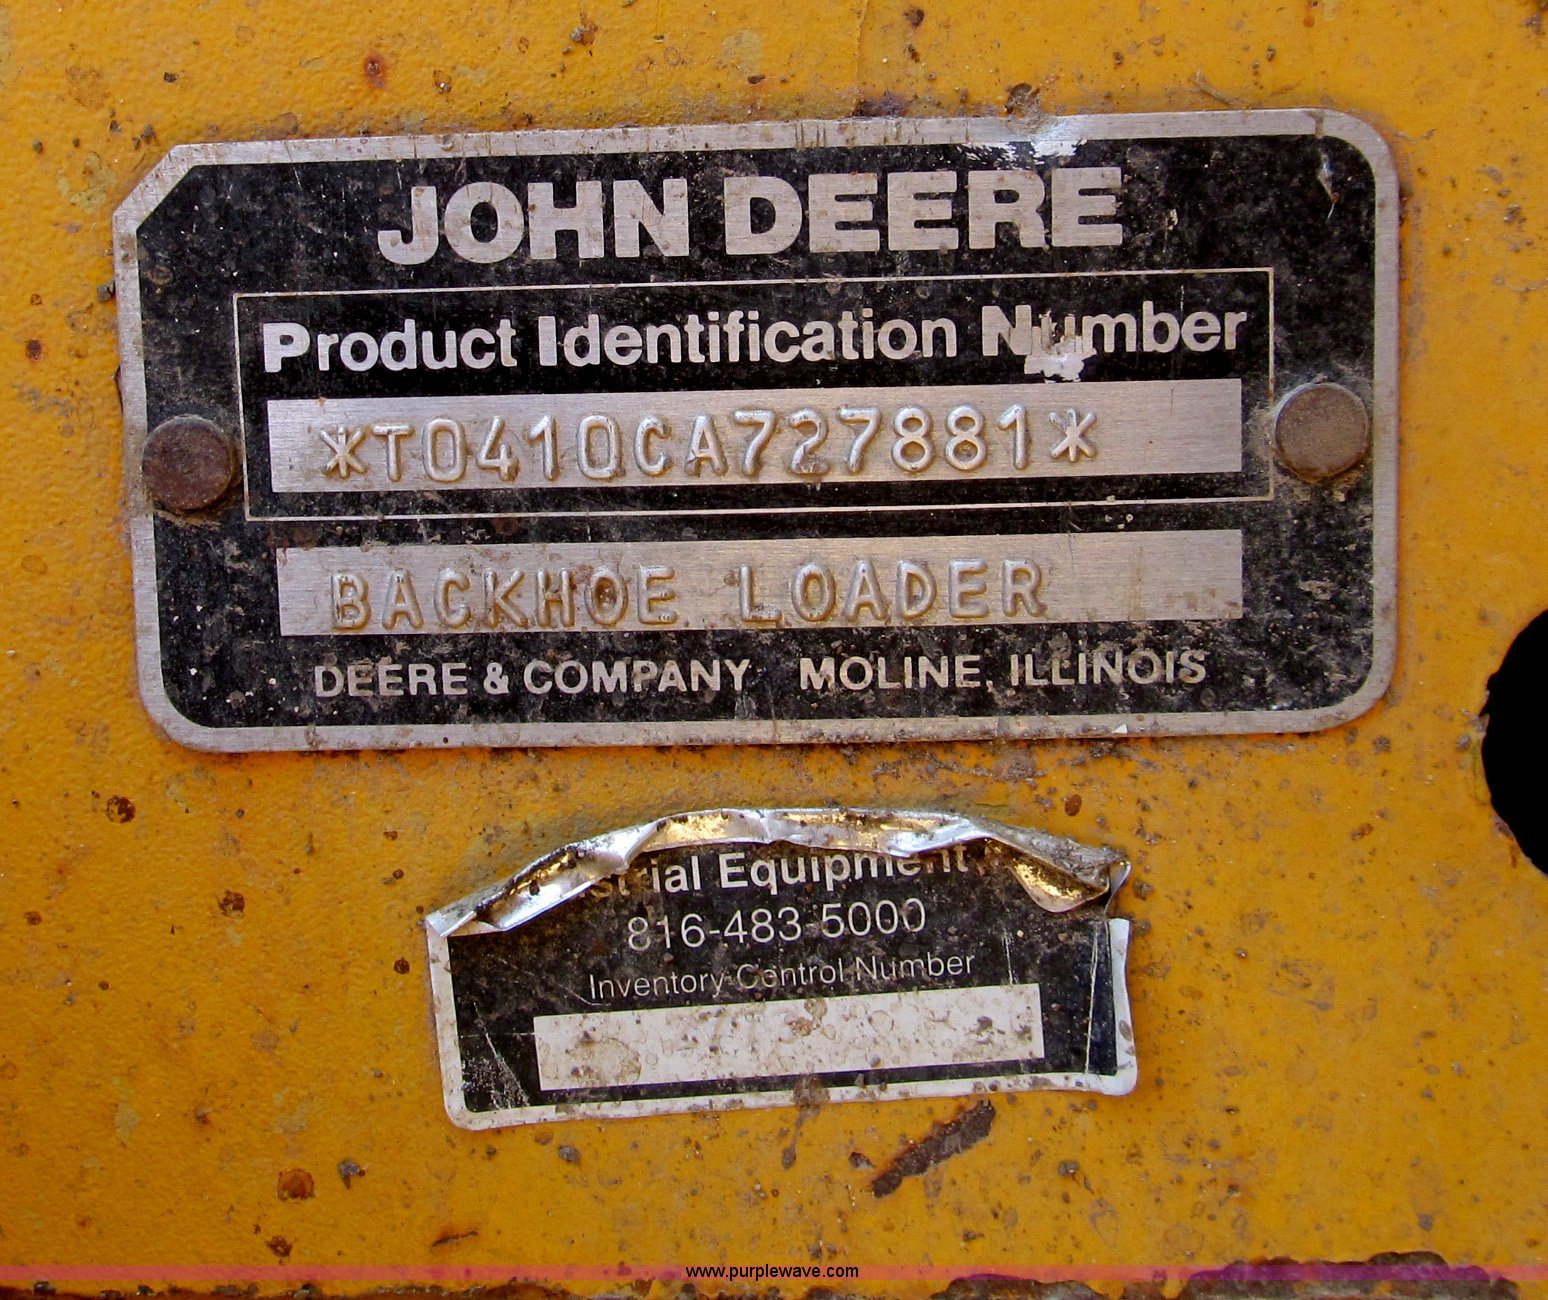 JOHN DEERE
Product Identification Number
*T0410CA727881*
BACKHOE LOADER
DEERE & COMPANY MOLINE, ILLINOIS
Equipment
816-483-5000
Inventory Control Number
www.purplewave.com